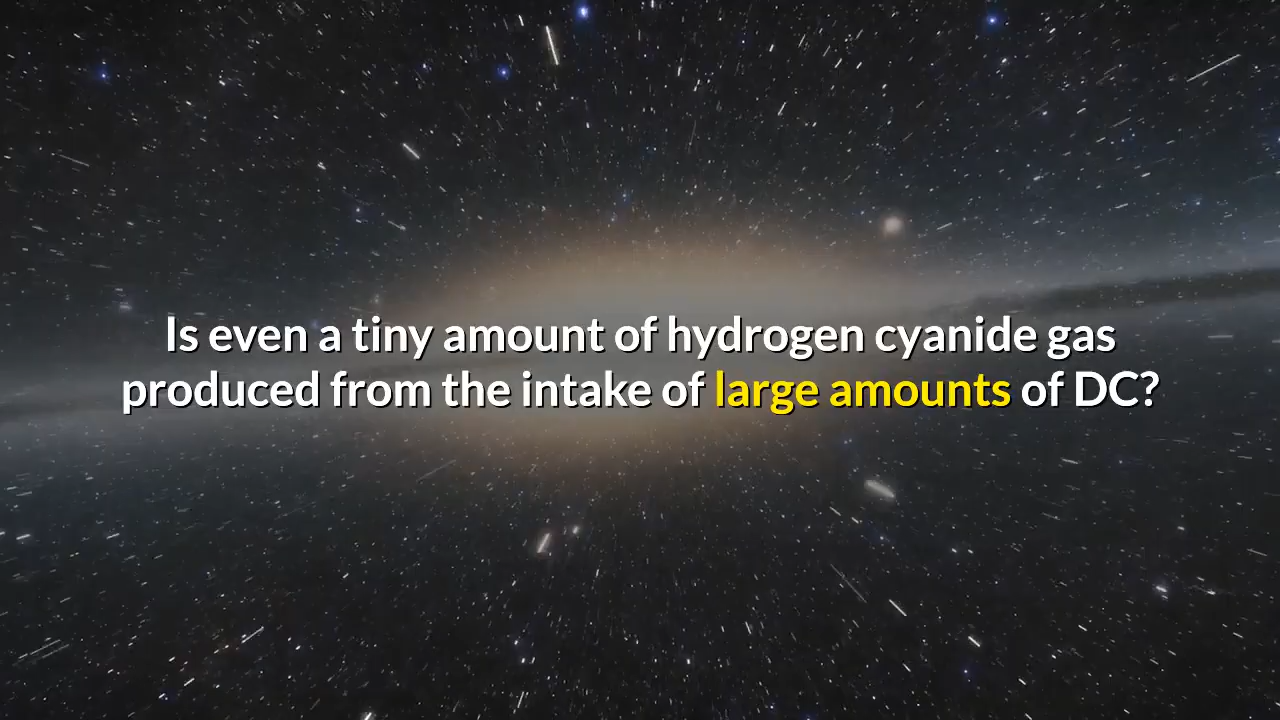 Is even a tiny amount of hydrogen cyanide gas
produced from the intake of large amounts of DC?